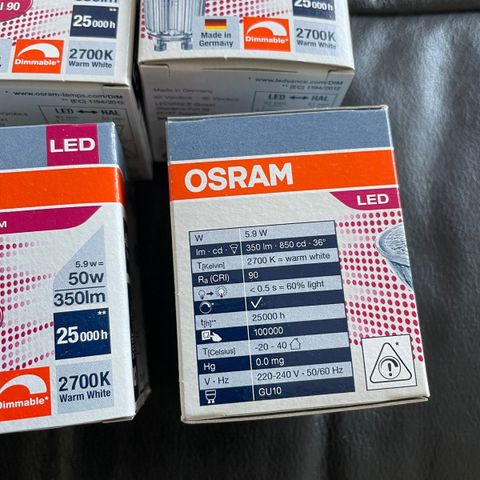 I 90
25000h
Dimmable*
2700K
Warm White
www.osram-lamps.com/DIM
** (EC) 1194/2012
LED ↔ HAL
Made in
Germany
25000h
Dimmable*
2700K
Warm White
www.ledvance.com/DIM
** (EC) 1194/2012
Made in Germany
LED ↔ HAL
LED
5.9w=
50w
350lm
**
25000h
Dimmable*
2700K
Warm White
OSRAM
LED
W 5.9 W
lm · cd · 350 lm · 850 cd · 36°
T[Kelvin] 2700 K = warm white
Ra (CRI) 90
< 0.5 s = 60% light
✓
t[h]** 25000 h
100000
T[Celsius] -20 - 40
Hg 0.0 mg
V · Hz 220-240 V · 50/60 Hz
GU10